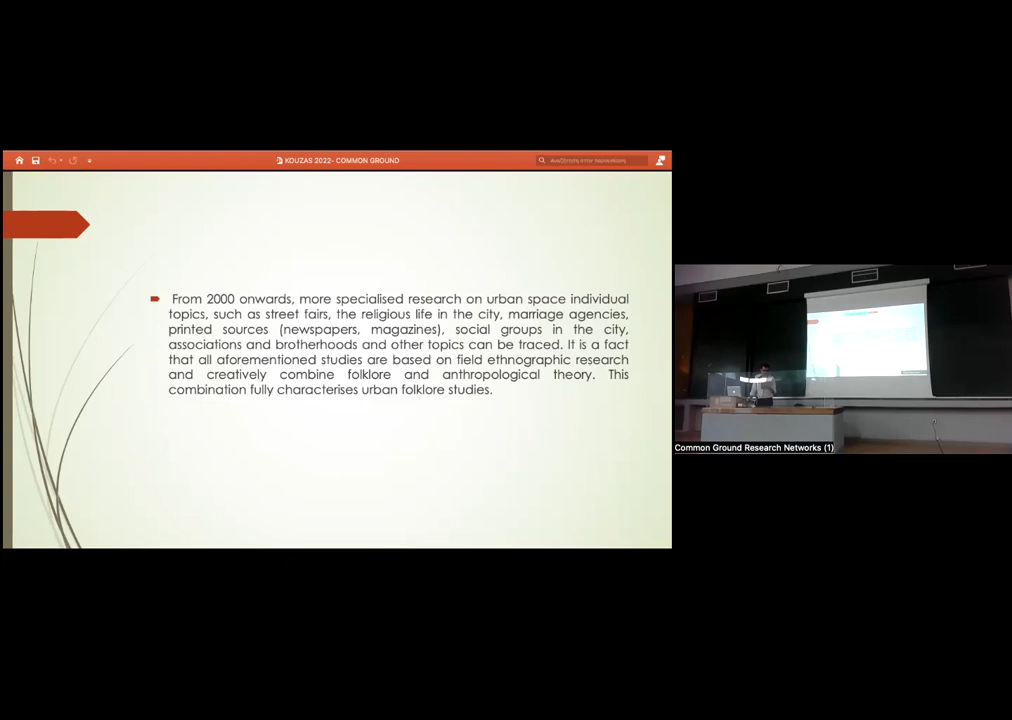 KOUZAS 2022- COMMON GROUND
From 2000 onwards, more specialised research on urban space individual
topics, such as street fairs, the religious life in the city, marriage agencies,
printed sources (newspapers, magazines), social groups in the city,
associations and brotherhoods and other topics can be traced. It is a fact
that all aforementioned studies are based on field ethnographic research
and creatively combine folklore and anthropological theory. This
combination fully characterises urban folklore studies.
Common Ground Research Networks (1)